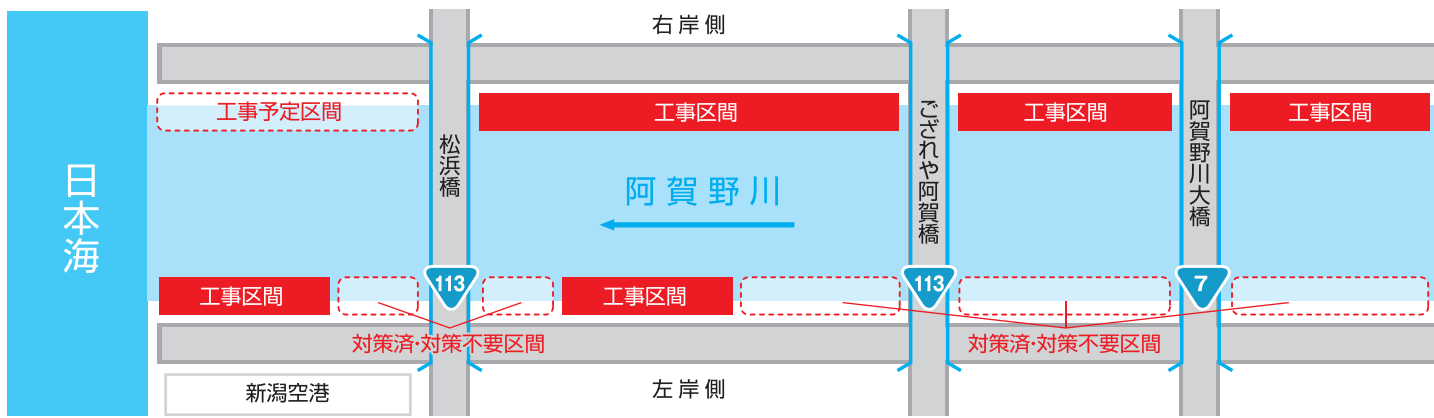 右岸側
工事予定区間
工事区間
工事区間
工事区間
日本海
松浜橋
阿賀野川
ござれや阿賀橋
阿賀野川大橋
113
113
7
工事区間
工事区間
対策済・対策不要区間
対策済・対策不要区間
新潟空港
左岸側